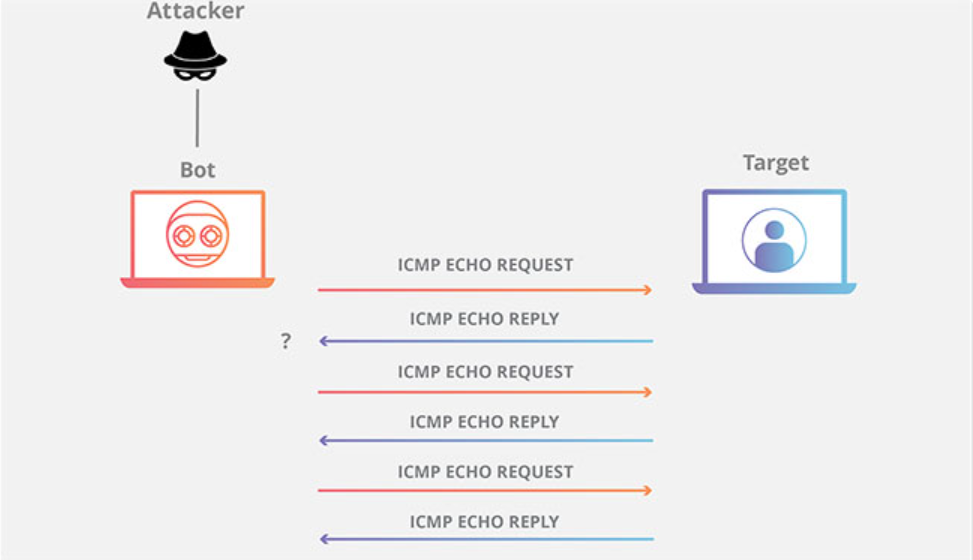 Attacker
Bot
Target
ICMP ECHO REQUEST
ICMP ECHO REPLY
?
ICMP ECHO REQUEST
ICMP ECHO REPLY
ICMP ECHO REQUEST
ICMP ECHO REPLY